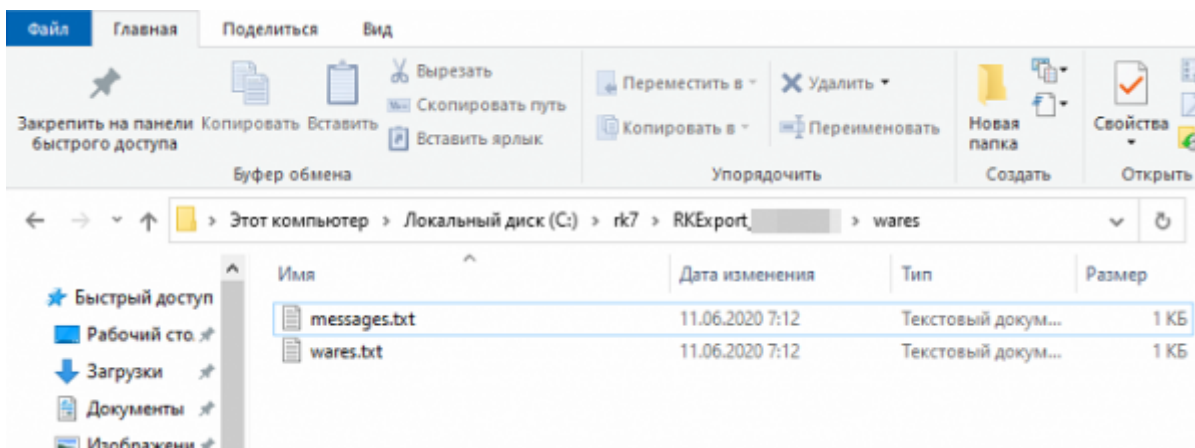 Файл Главная Поделиться Вид
Закрепить на панели быстрого доступа
Копировать
Вставить
Вырезать
Скопировать путь
Вставить ярлык
Буфер обмена
Переместить в
Копировать в
Удалить
Переименовать
Упорядочить
Новая папка
Создать
Свойства
Открыть
Этот компьютер > Локальный диск (C:) > rk7 > RKExport_ > wares
Имя Дата изменения Тип Размер
Быстрый доступ
Рабочий сто
Загрузки
Документы
Изображени
messages.txt 11.06.2020 7:12 Текстовый докум... 1 КБ
wares.txt 11.06.2020 7:12 Текстовый докум... 1 КБ